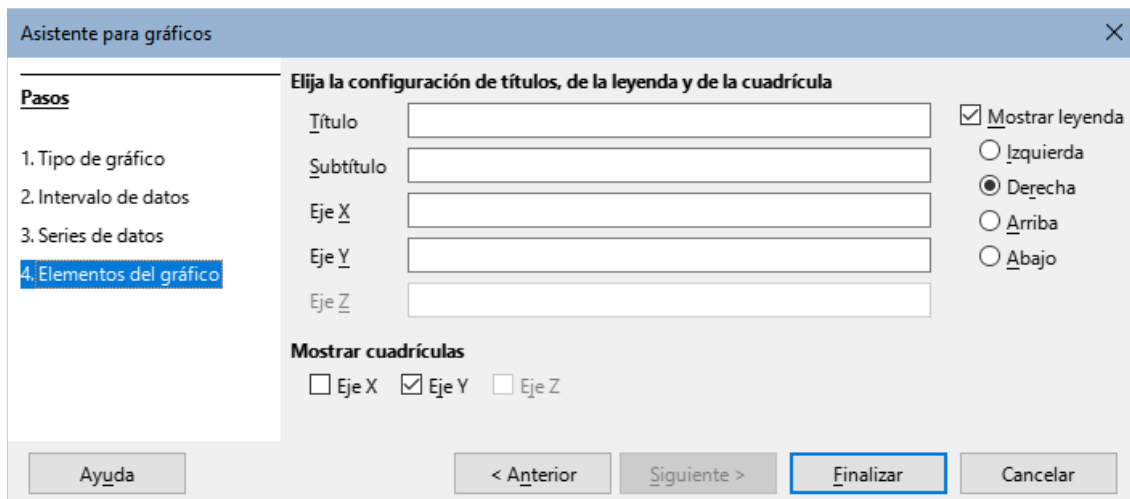 Asistente para gráficos
Pasos
1. Tipo de gráfico
2. Intervalo de datos
3. Series de datos
4. Elementos del gráfico
Elija la configuración de títulos, de la leyenda y de la cuadrícula
Título
Subtítulo
Eje X
Eje Y
Eje Z
Mostrar leyenda
Izquierda
Derecha
Arriba
Abajo
Mostrar cuadrículas
Eje X Eje Y Eje Z
Ayuda < Anterior Siguiente > Finalizar Cancelar